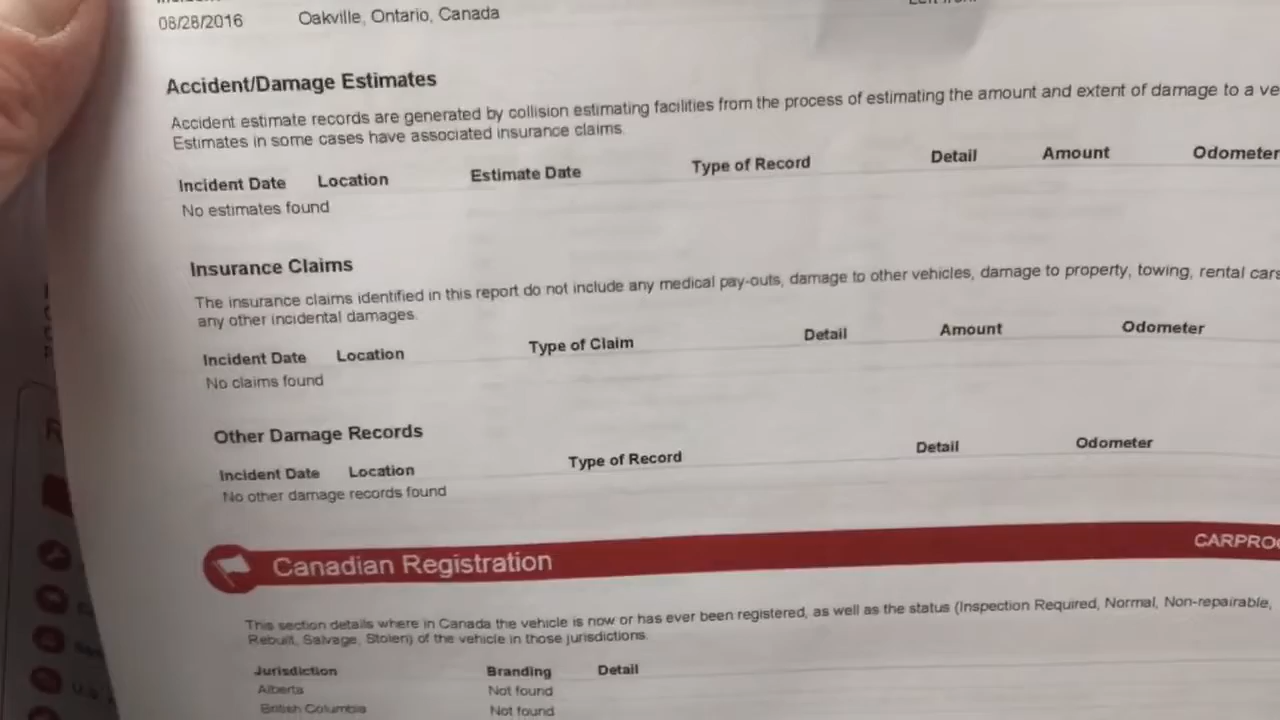 08/28/2016 Oakville, Ontario, Canada
Accident/Damage Estimates
Accident estimate records are generated by collision estimating facilities from the process of estimating the amount and extent of damage to a ve
Estimates in some cases have associated insurance claims.
Incident Date Location Estimate Date Type of Record Detail Amount Odometer
No estimates found
Insurance Claims
The insurance claims identified in this report do not include any medical pay-outs, damage to other vehicles, damage to property, towing, rental cars
any other incidental damages.
Incident Date Location Type of Claim Detail Amount Odometer
No claims found
Other Damage Records
Incident Date Location Type of Record Detail Odometer
No other damage records found
Canadian Registration CARPRO
This section details where in Canada the vehicle is now or has ever been registered, as well as the status (Inspection Required, Normal, Non-repairable,
Rebuilt, Salvage, Stolen) of the vehicle in those jurisdictions.
Jurisdiction Branding Detail
Alberta Not found
British Columbia Not found